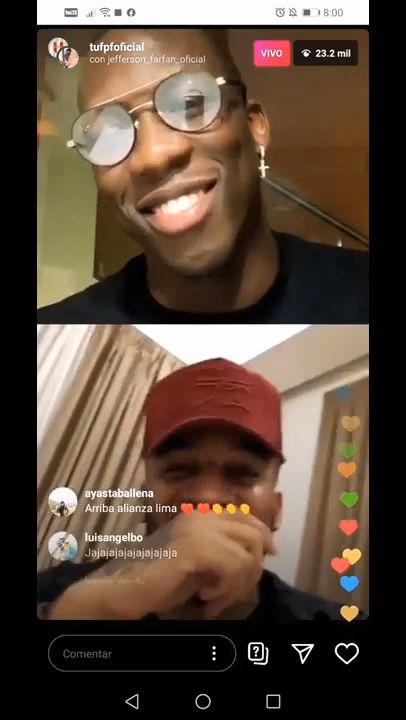 8:00
tufpfoficial
con jefferson_farfan_oficial
VIVO
23.2 mil
ayastaballena
Arriba alianza lima ❤️❤️👏👏👏
luisangelbo
Jajajajajajajajaja
Comentar